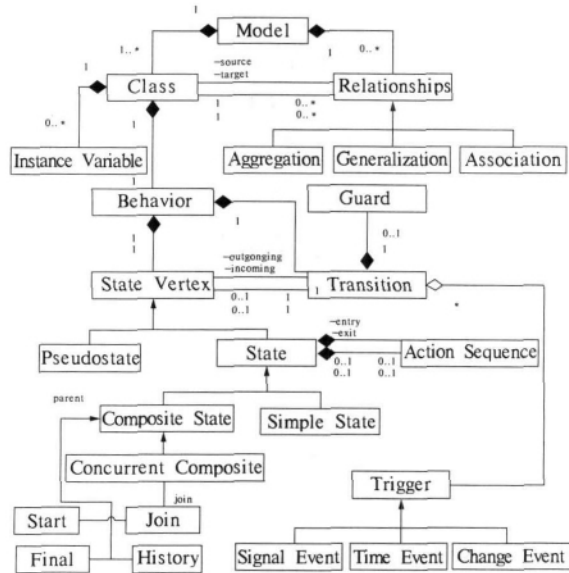 1 Model 1
1..* 0..*
1 -source
-target
Class Relationships
1 0..*
1 0..*
0..* 1
Instance Variable Aggregation Generalization Association
1
Behavior Guard
1 0..1
1 1
1 -outgonging
-incoming
State Vertex Transition
0..1 1 1 *
0..1 1
-entry
-exit
Pseudostate State Action Sequence
0..1 0..1
0..1 0..1
parent
Composite State Simple State
Concurrent Composite
Trigger
join
Start Join
Final History Signal Event Time Event Change Event